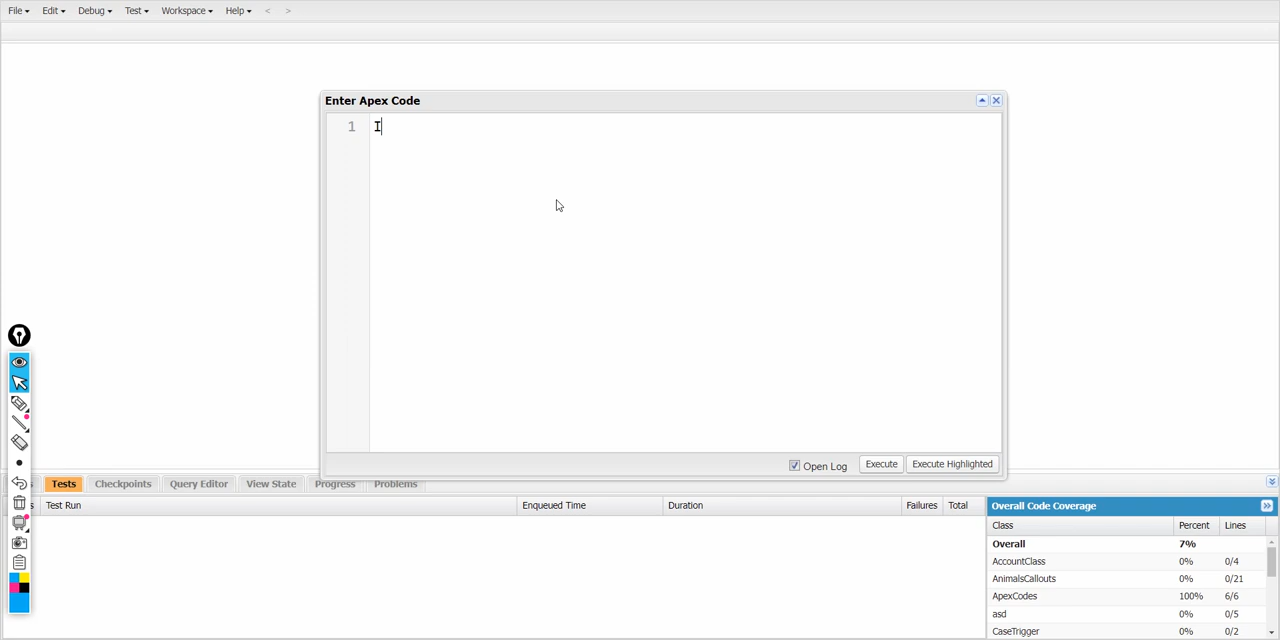 File Edit Debug Test Workspace Help < >
Enter Apex Code
1 I
Open Log Execute Execute Highlighted
Tests Checkpoints Query Editor View State Progress Problems
s Test Run Enqueued Time Duration Failures Total
Overall Code Coverage
Class Percent Lines
Overall 7%
AccountClass 0% 0/4
AnimalsCallouts 0% 0/21
ApexCodes 100% 6/6
asd 0% 0/5
CaseTrigger 0% 0/2